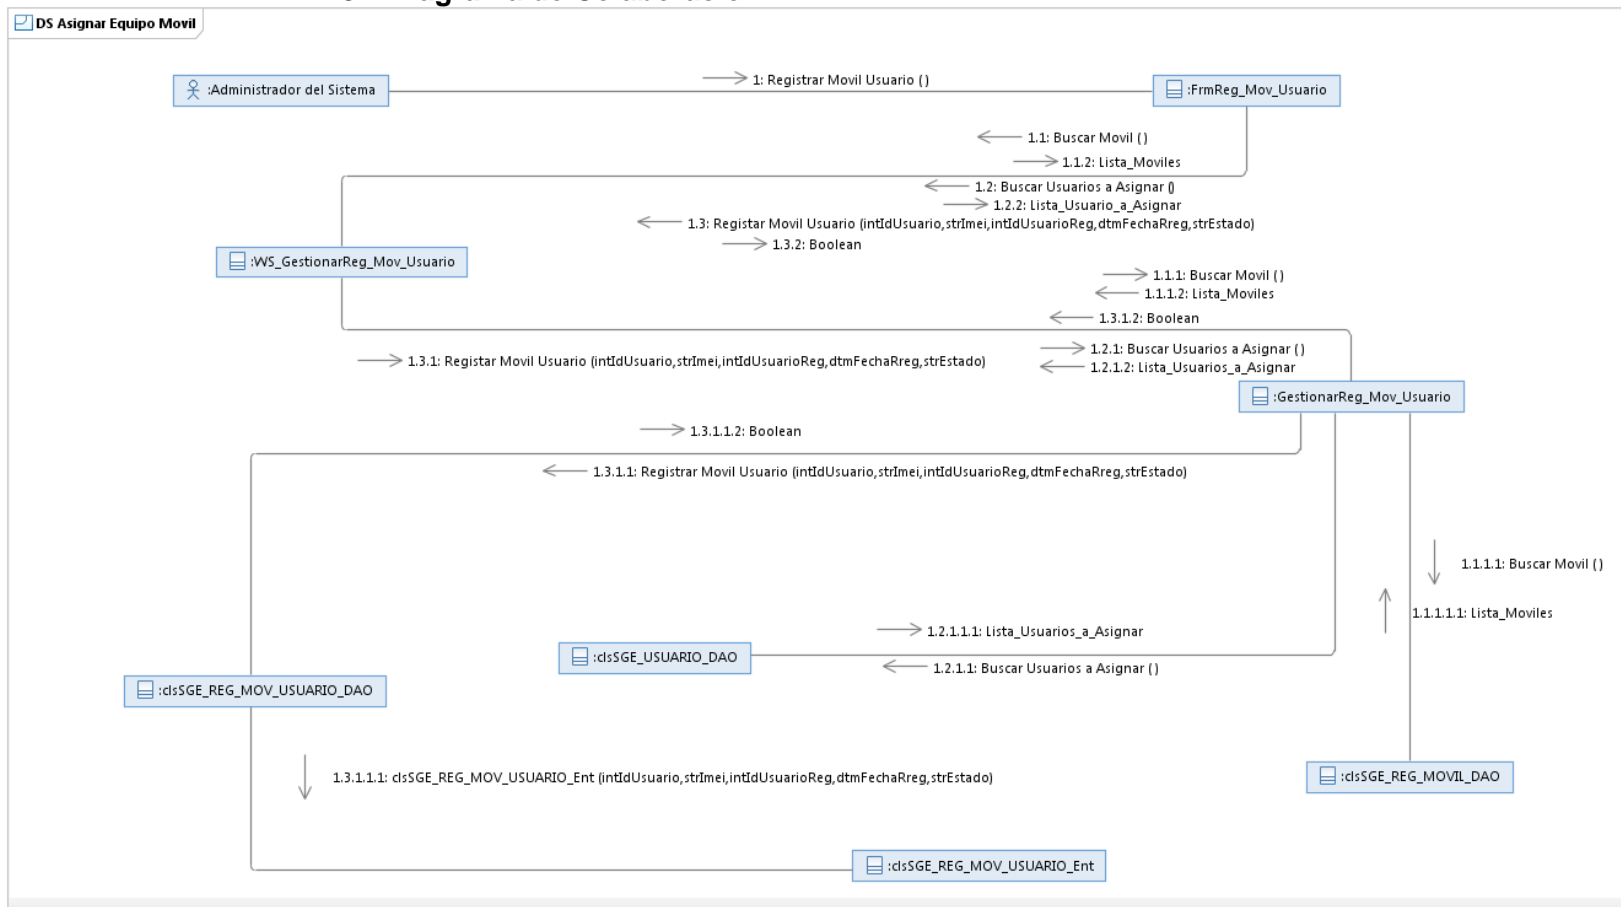 DS Asignar Equipo Movil
:Administrador del Sistema
1: Registrar Movil Usuario ( )
:FrmReg_Mov_Usuario
1.1: Buscar Movil ( )
1.1.2: Lista_Moviles
1.2: Buscar Usuarios a Asignar ()
1.2.2: Lista_Usuario_a_Asignar
1.3: Registar Movil Usuario (intIdUsuario,strImei,intIdUsuarioReg,dtmFechaRreg,strEstado)
1.3.2: Boolean
:WS_GestionarReg_Mov_Usuario
1.1.1: Buscar Movil ( )
1.1.1.2: Lista_Moviles
1.3.1.2: Boolean
1.3.1: Registar Movil Usuario (intIdUsuario,strImei,intIdUsuarioReg,dtmFechaRreg,strEstado)
1.2.1: Buscar Usuarios a Asignar ( )
1.2.1.2: Lista_Usuarios_a_Asignar
:GestionarReg_Mov_Usuario
1.3.1.1.2: Boolean
1.3.1.1: Registrar Movil Usuario (intIdUsuario,strImei,intIdUsuarioReg,dtmFechaRreg,strEstado)
1.1.1.1: Buscar Movil ( )
1.1.1.1.1: Lista_Moviles
1.2.1.1.1: Lista_Usuarios_a_Asignar
:clsSGE_USUARIO_DAO
1.2.1.1: Buscar Usuarios a Asignar ( )
:clsSGE_REG_MOV_USUARIO_DAO
1.3.1.1.1: clsSGE_REG_MOV_USUARIO_Ent (intIdUsuario,strImei,intIdUsuarioReg,dtmFechaRreg,strEstado)
:clsSGE_REG_MOVIL_DAO
:clsSGE_REG_MOV_USUARIO_Ent